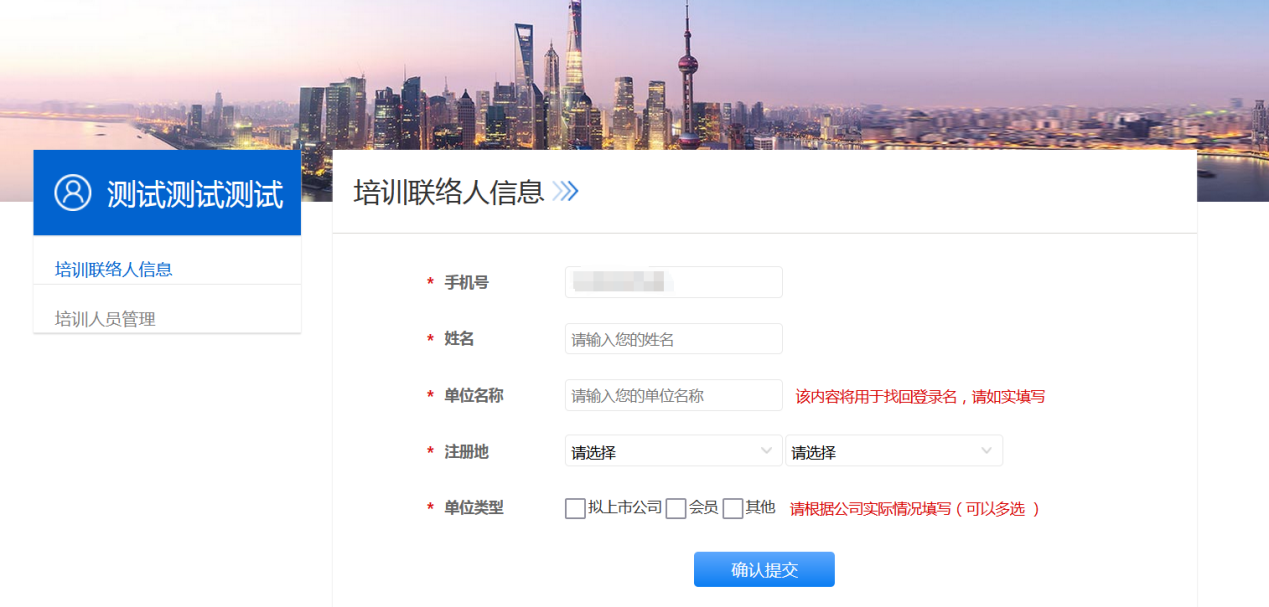 测试测试测试
培训联络人信息
培训人员管理
培训联络人信息
* 手机号
* 姓名 请输入您的姓名
* 单位名称 请输入您的单位名称 该内容将用于找回登录名，请如实填写
* 注册地 请选择 请选择
* 单位类型 拟上市公司 会员 其他 请根据公司实际情况填写（可以多选 ）
确认提交